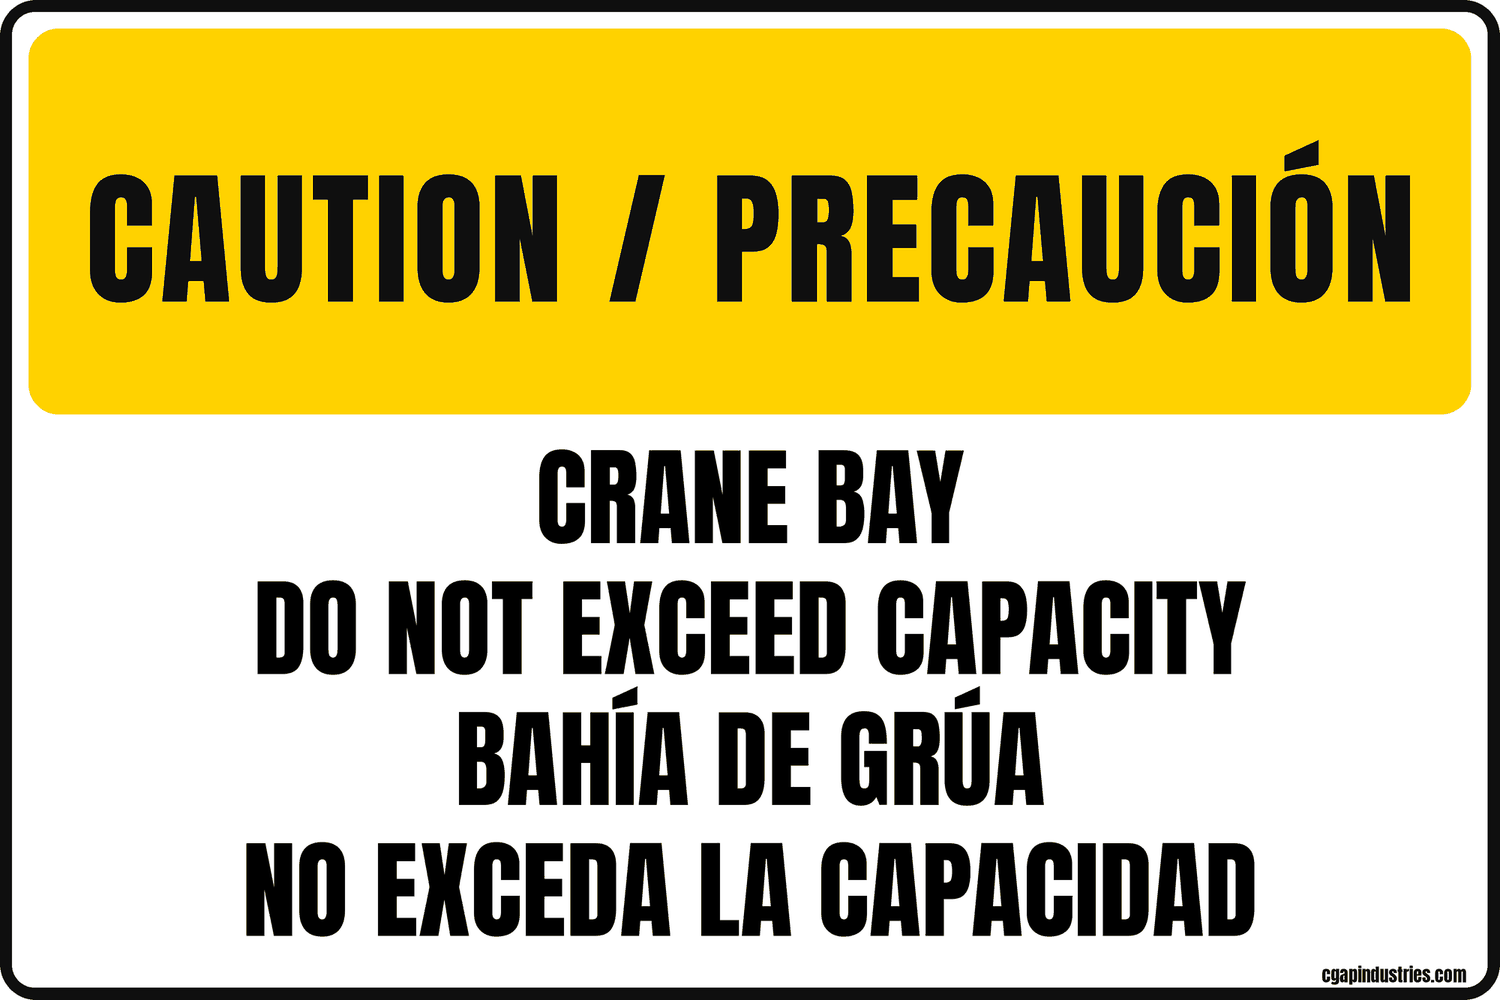 CAUTION / PRECAUCIÓN
CRANE BAY
DO NOT EXCEED CAPACITY
BAHÍA DE GRÚA
NO EXCEDA LA CAPACIDAD
cgapindustries.com